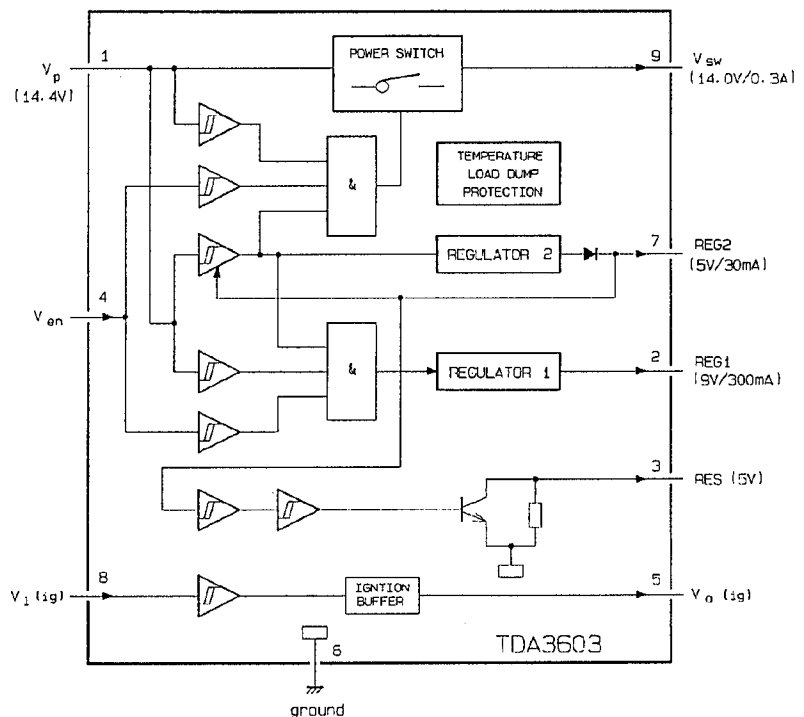 1
V_p
(14.4V)
POWER SWITCH
9
V_sw
(14.0V/0.3A)
&
TEMPERATURE
LOAD DUMP
PROTECTION
REGULATOR 2
7
REG2
(5V/30mA)
4
V_en
&
REGULATOR 1
2
REG1
(9V/300mA)
3
RES (5V)
8
V_i (ig)
IGNTION
BUFFER
5
V_o (ig)
6
TDA3603
ground